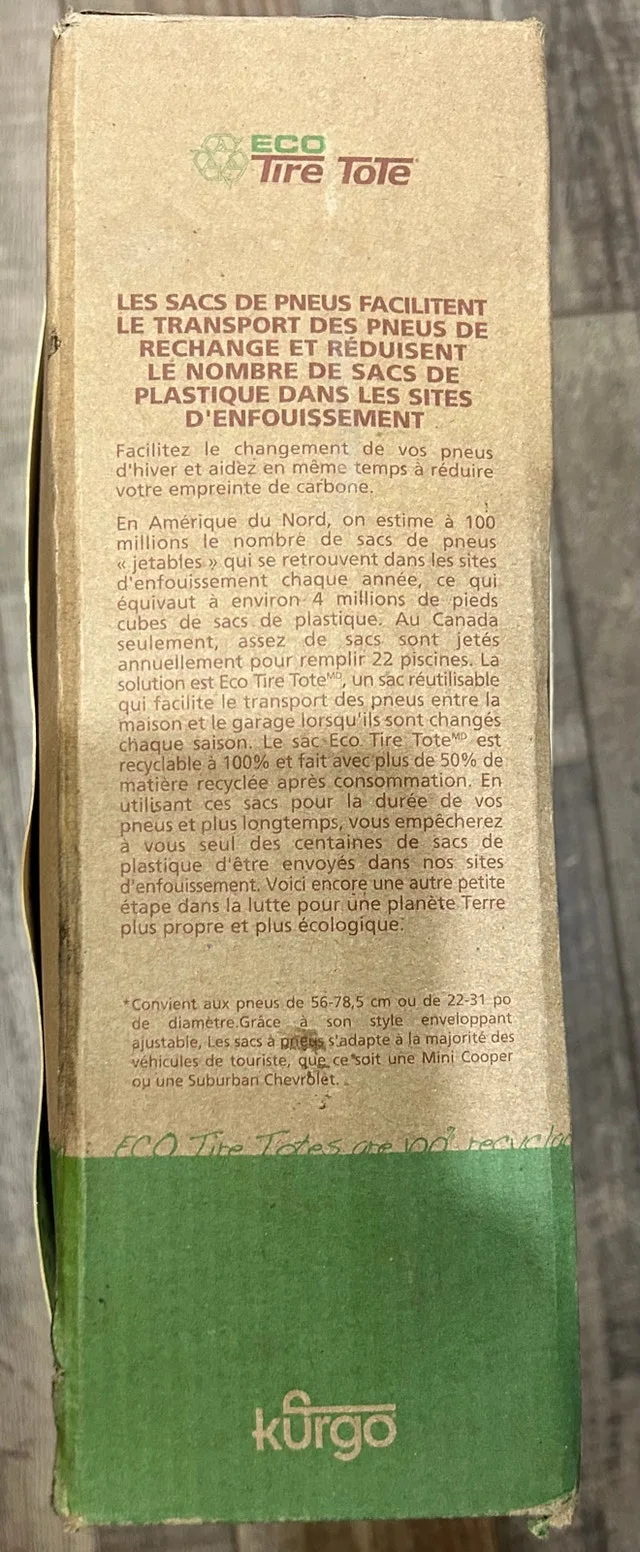 ECO
Tire Tote
LES SACS DE PNEUS FACILITENT
LE TRANSPORT DES PNEUS DE
RECHANGE ET RÉDUISENT
LE NOMBRE DE SACS DE
PLASTIQUE DANS LES SITES
D'ENFOUISSEMENT
Facilitez le changement de vos pneus
d'hiver et aidez en même temps à réduire
votre empreinte de carbone.
En Amérique du Nord, on estime à 100
millions le nombre de sacs de pneus
« jetables » qui se retrouvent dans les sites
d'enfouissement chaque année, ce qui
équivaut à environ 4 millions de pieds
cubes de sacs de plastique. Au Canada
seulement, assez de sacs sont jetés
annuellement pour remplir 22 piscines. La
solution est Eco Tire Tote MD, un sac réutilisable
qui facilite le transport des pneus entre la
maison et le garage lorsqu'ils sont changés
chaque saison. Le sac Eco Tire Tote MD est
recyclable à 100% et fait avec plus de 50% de
matière recyclée après consommation. En
utilisant ces sacs pour la durée de vos
pneus et plus longtemps, vous empêcherez
à vous seul des centaines de sacs de
plastique d'être envoyés dans nos sites
d'enfouissement. Voici encore une autre petite
étape dans la lutte pour une planète Terre
plus propre et plus écologique.
*Convient aux pneus de 56-78,5 cm ou de 22-31 po
de diamètre.Grâce à son style enveloppant
ajustable, Les sacs à pneus s'adapte à la majorité des
véhicules de touriste, que ce soit une Mini Cooper
ou une Suburban Chevrolet.
ECO Tire Totes are 100% recyclab
kurgo